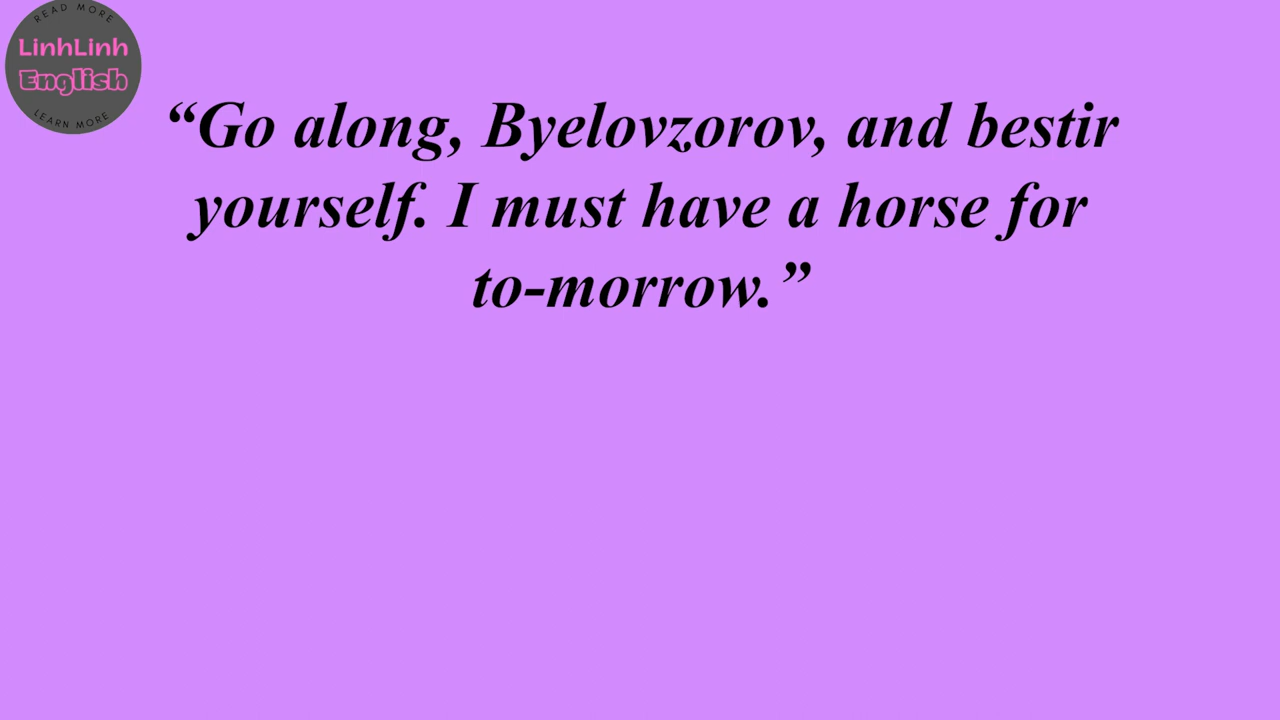 READ MORE
LinhLinh
English
LEARN MORE
“Go along, Byelovzorov, and bestir
yourself. I must have a horse for
to-morrow.”